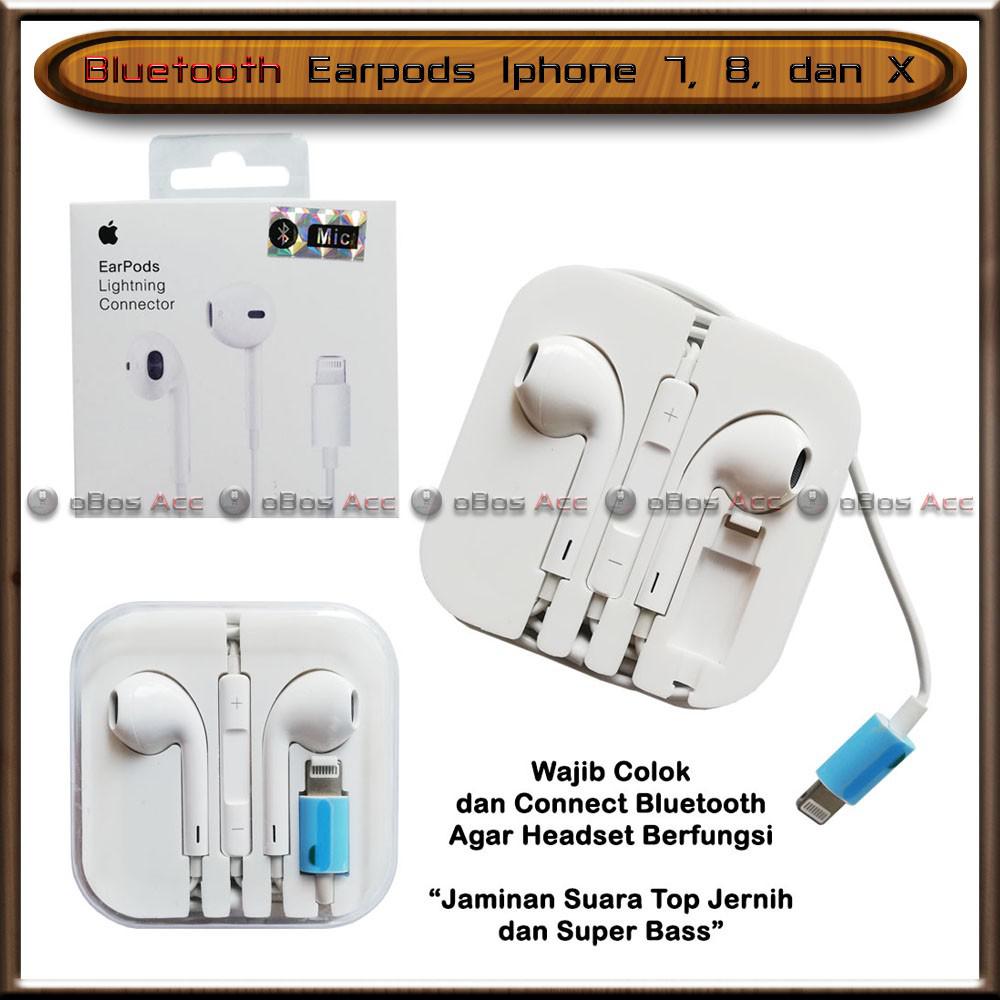 Bluetooth Earpods Iphone 7, 8, dan X
Mic
EarPods
Lightning
Connector
oBos Acc oBos Acc oBos Acc oBos Acc oBos Acc
Wajib Colok
dan Connect Bluetooth
Agar Headset Berfungsi
“Jaminan Suara Top Jernih
dan Super Bass”